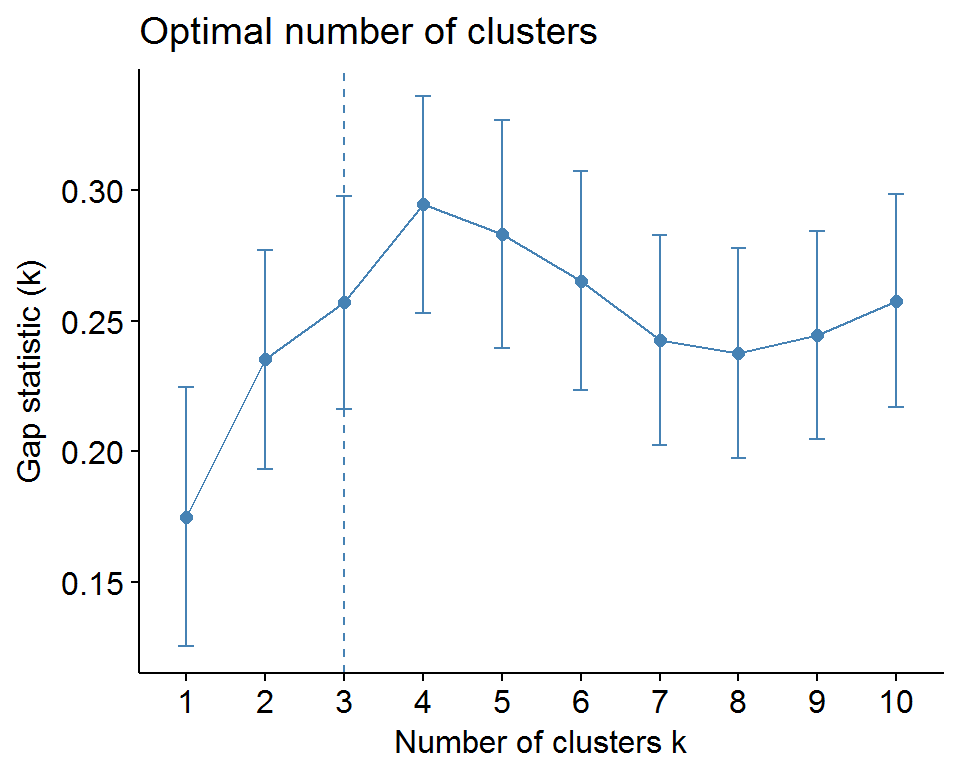 Optimal number of clusters
Gap statistic (k)
0.30
0.25
0.20
0.15
1 2 3 4 5 6 7 8 9 10
Number of clusters k